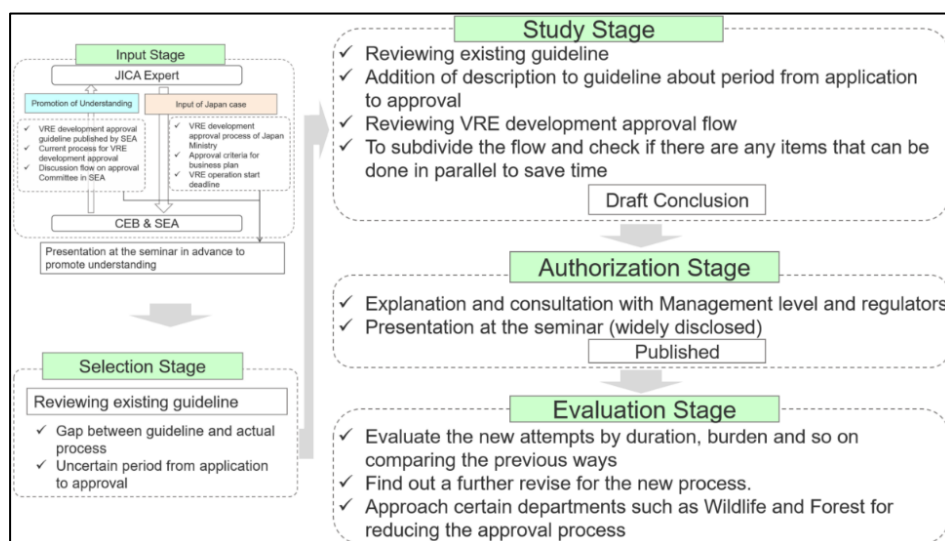 Input Stage
JICA Expert
Promotion of Understanding
Input of Japan case
✓ VRE development approval
guideline published by SEA
✓ Current process for VRE
development approval
✓ Discussion flow on approval
Committee in SEA
✓ VRE development
approval process of Japan
Ministry
✓ Approval criteria for
business plan
✓ VRE operation start
deadline
CEB & SEA
Presentation at the seminar in advance to
promote understanding
Selection Stage
Reviewing existing guideline
✓ Gap between guideline and actual
process
✓ Uncertain period from application
to approval
Study Stage
✓ Reviewing existing guideline
✓ Addition of description to guideline about period from application
to approval
✓ Reviewing VRE development approval flow
✓ To subdivide the flow and check if there are any items that can be
done in parallel to save time
Draft Conclusion
Authorization Stage
✓ Explanation and consultation with Management level and regulators
✓ Presentation at the seminar (widely disclosed)
Published
Evaluation Stage
✓ Evaluate the new attempts by duration, burden and so on
comparing the previous ways
✓ Find out a further revise for the new process.
✓ Approach certain departments such as Wildlife and Forest for
reducing the approval process